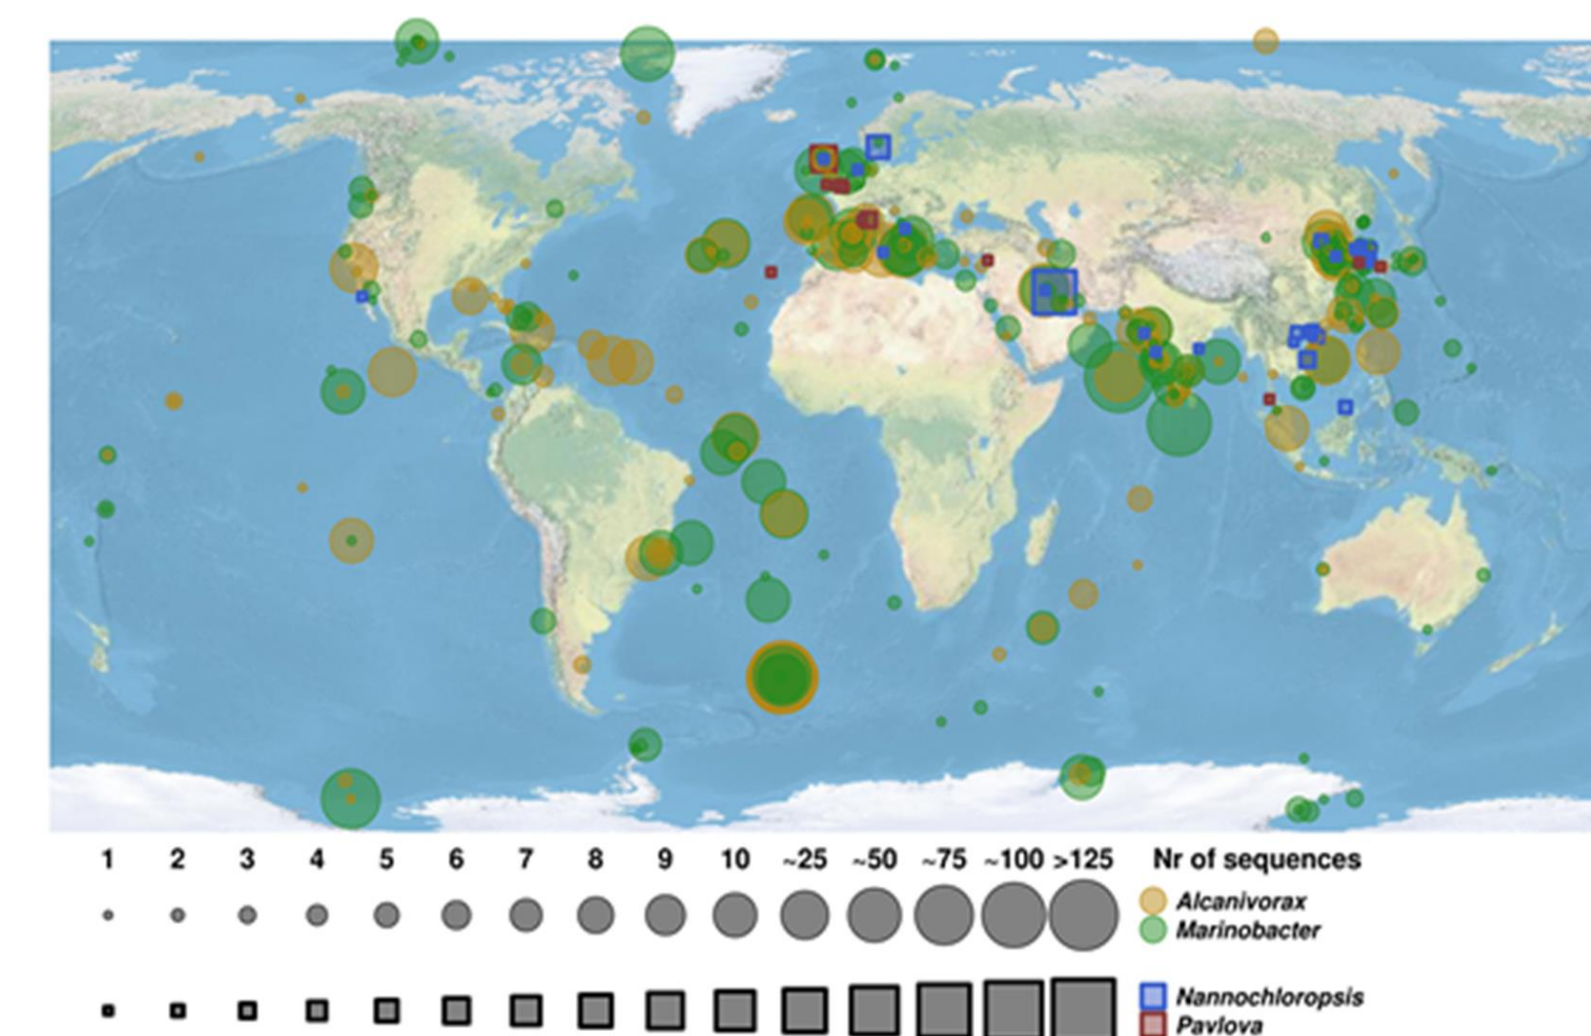 1 2 3 4 5 6 7 8 9 10 ~25 ~50 ~75 ~100 >125 Nr of sequences
Alcanivorax
Marinobacter
Nannochloropsis
Pavlova